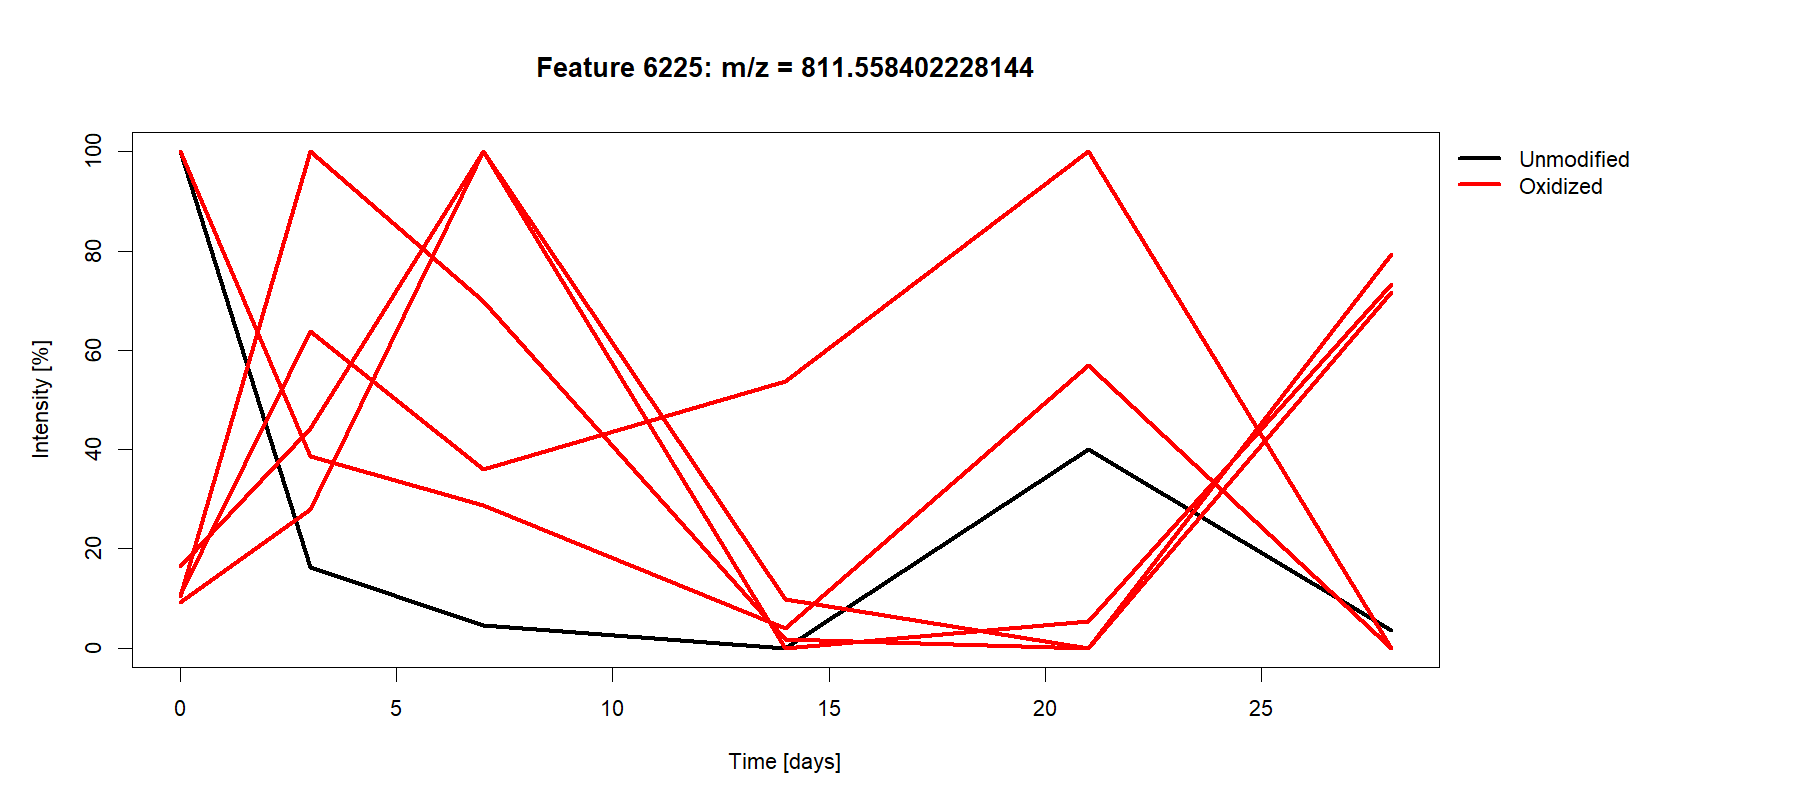 Feature 6225: m/z = 811.558402228144
Unmodified
Oxidized
Intensity [%]
100
80
60
40
20
0
0 5 10 15 20 25
Time [days]